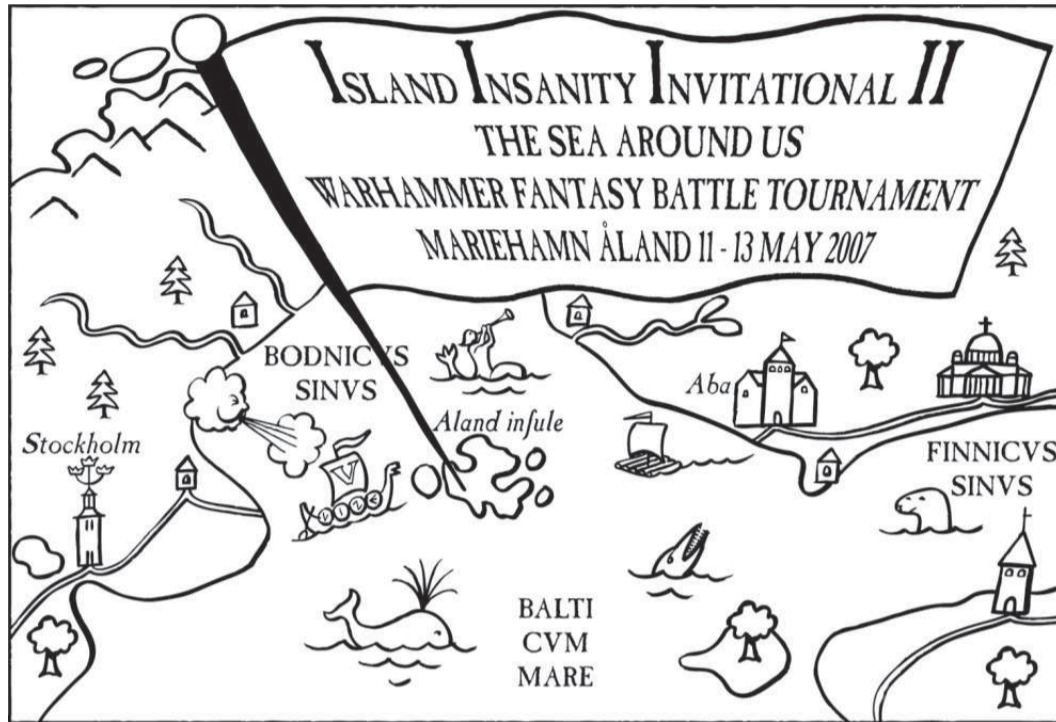 ISLAND INSANITY INVITATIONAL II
THE SEA AROUND US
WARHAMMER FANTASY BATTLE TOURNAMENT
MARIEHAMN ÅLAND 11 - 13 MAY 2007
BODNICVS
SINVS
Aland infule
Aba
Stockholm
FINNICVS
SINVS
V
BALTI
CVM
MARE